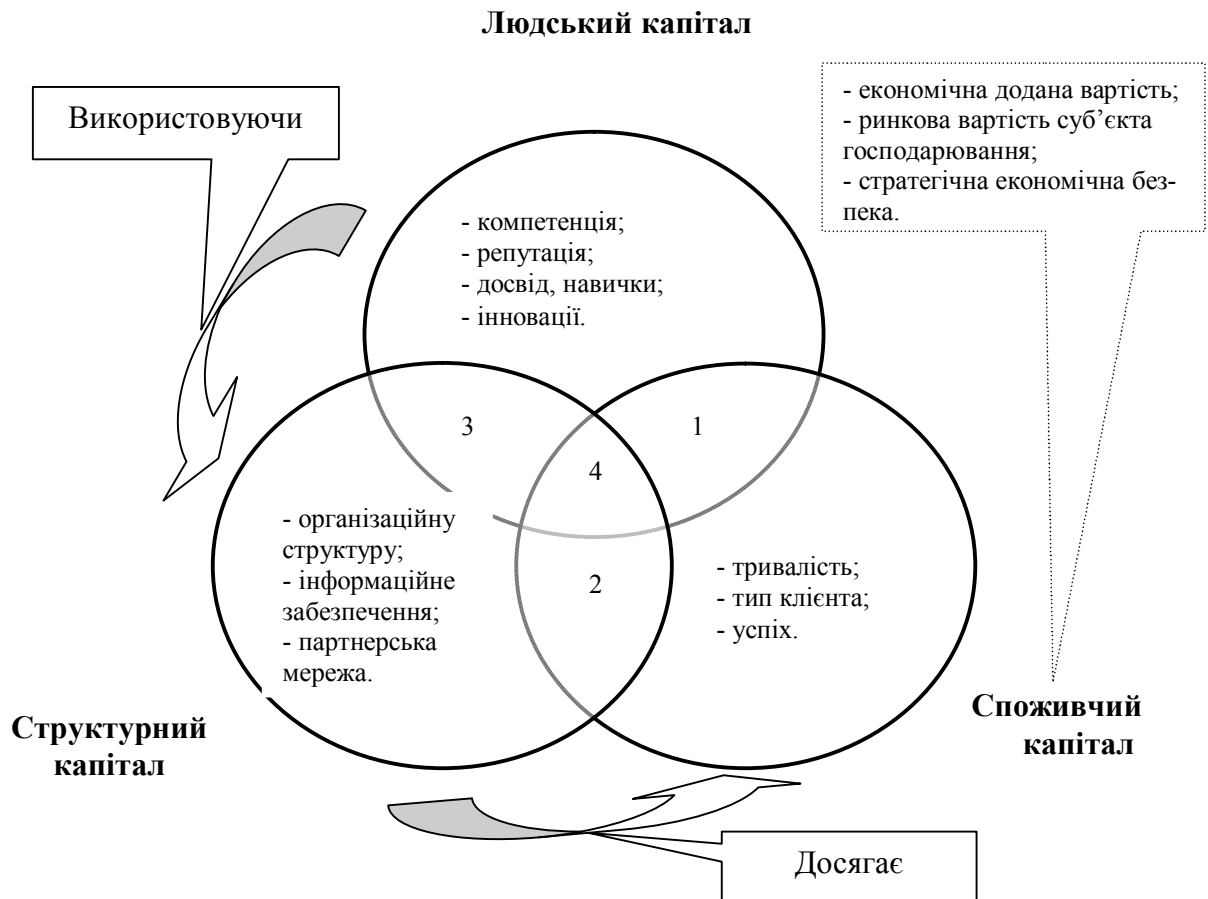 Людський капітал
Використовуючи
- економічна додана вартість;
- ринкова вартість суб’єкта
господарювання;
- стратегічна економічна без-
пека.
- компетенція;
- репутація;
- досвід, навички;
- інновації.
3
1
4
- організаційну
структуру;
- інформаційне
забезпечення;
- партнерська
мережа.
2
- тривалість;
- тип клієнта;
- успіх.
Структурний
капітал
Споживчий
капітал
Досягає